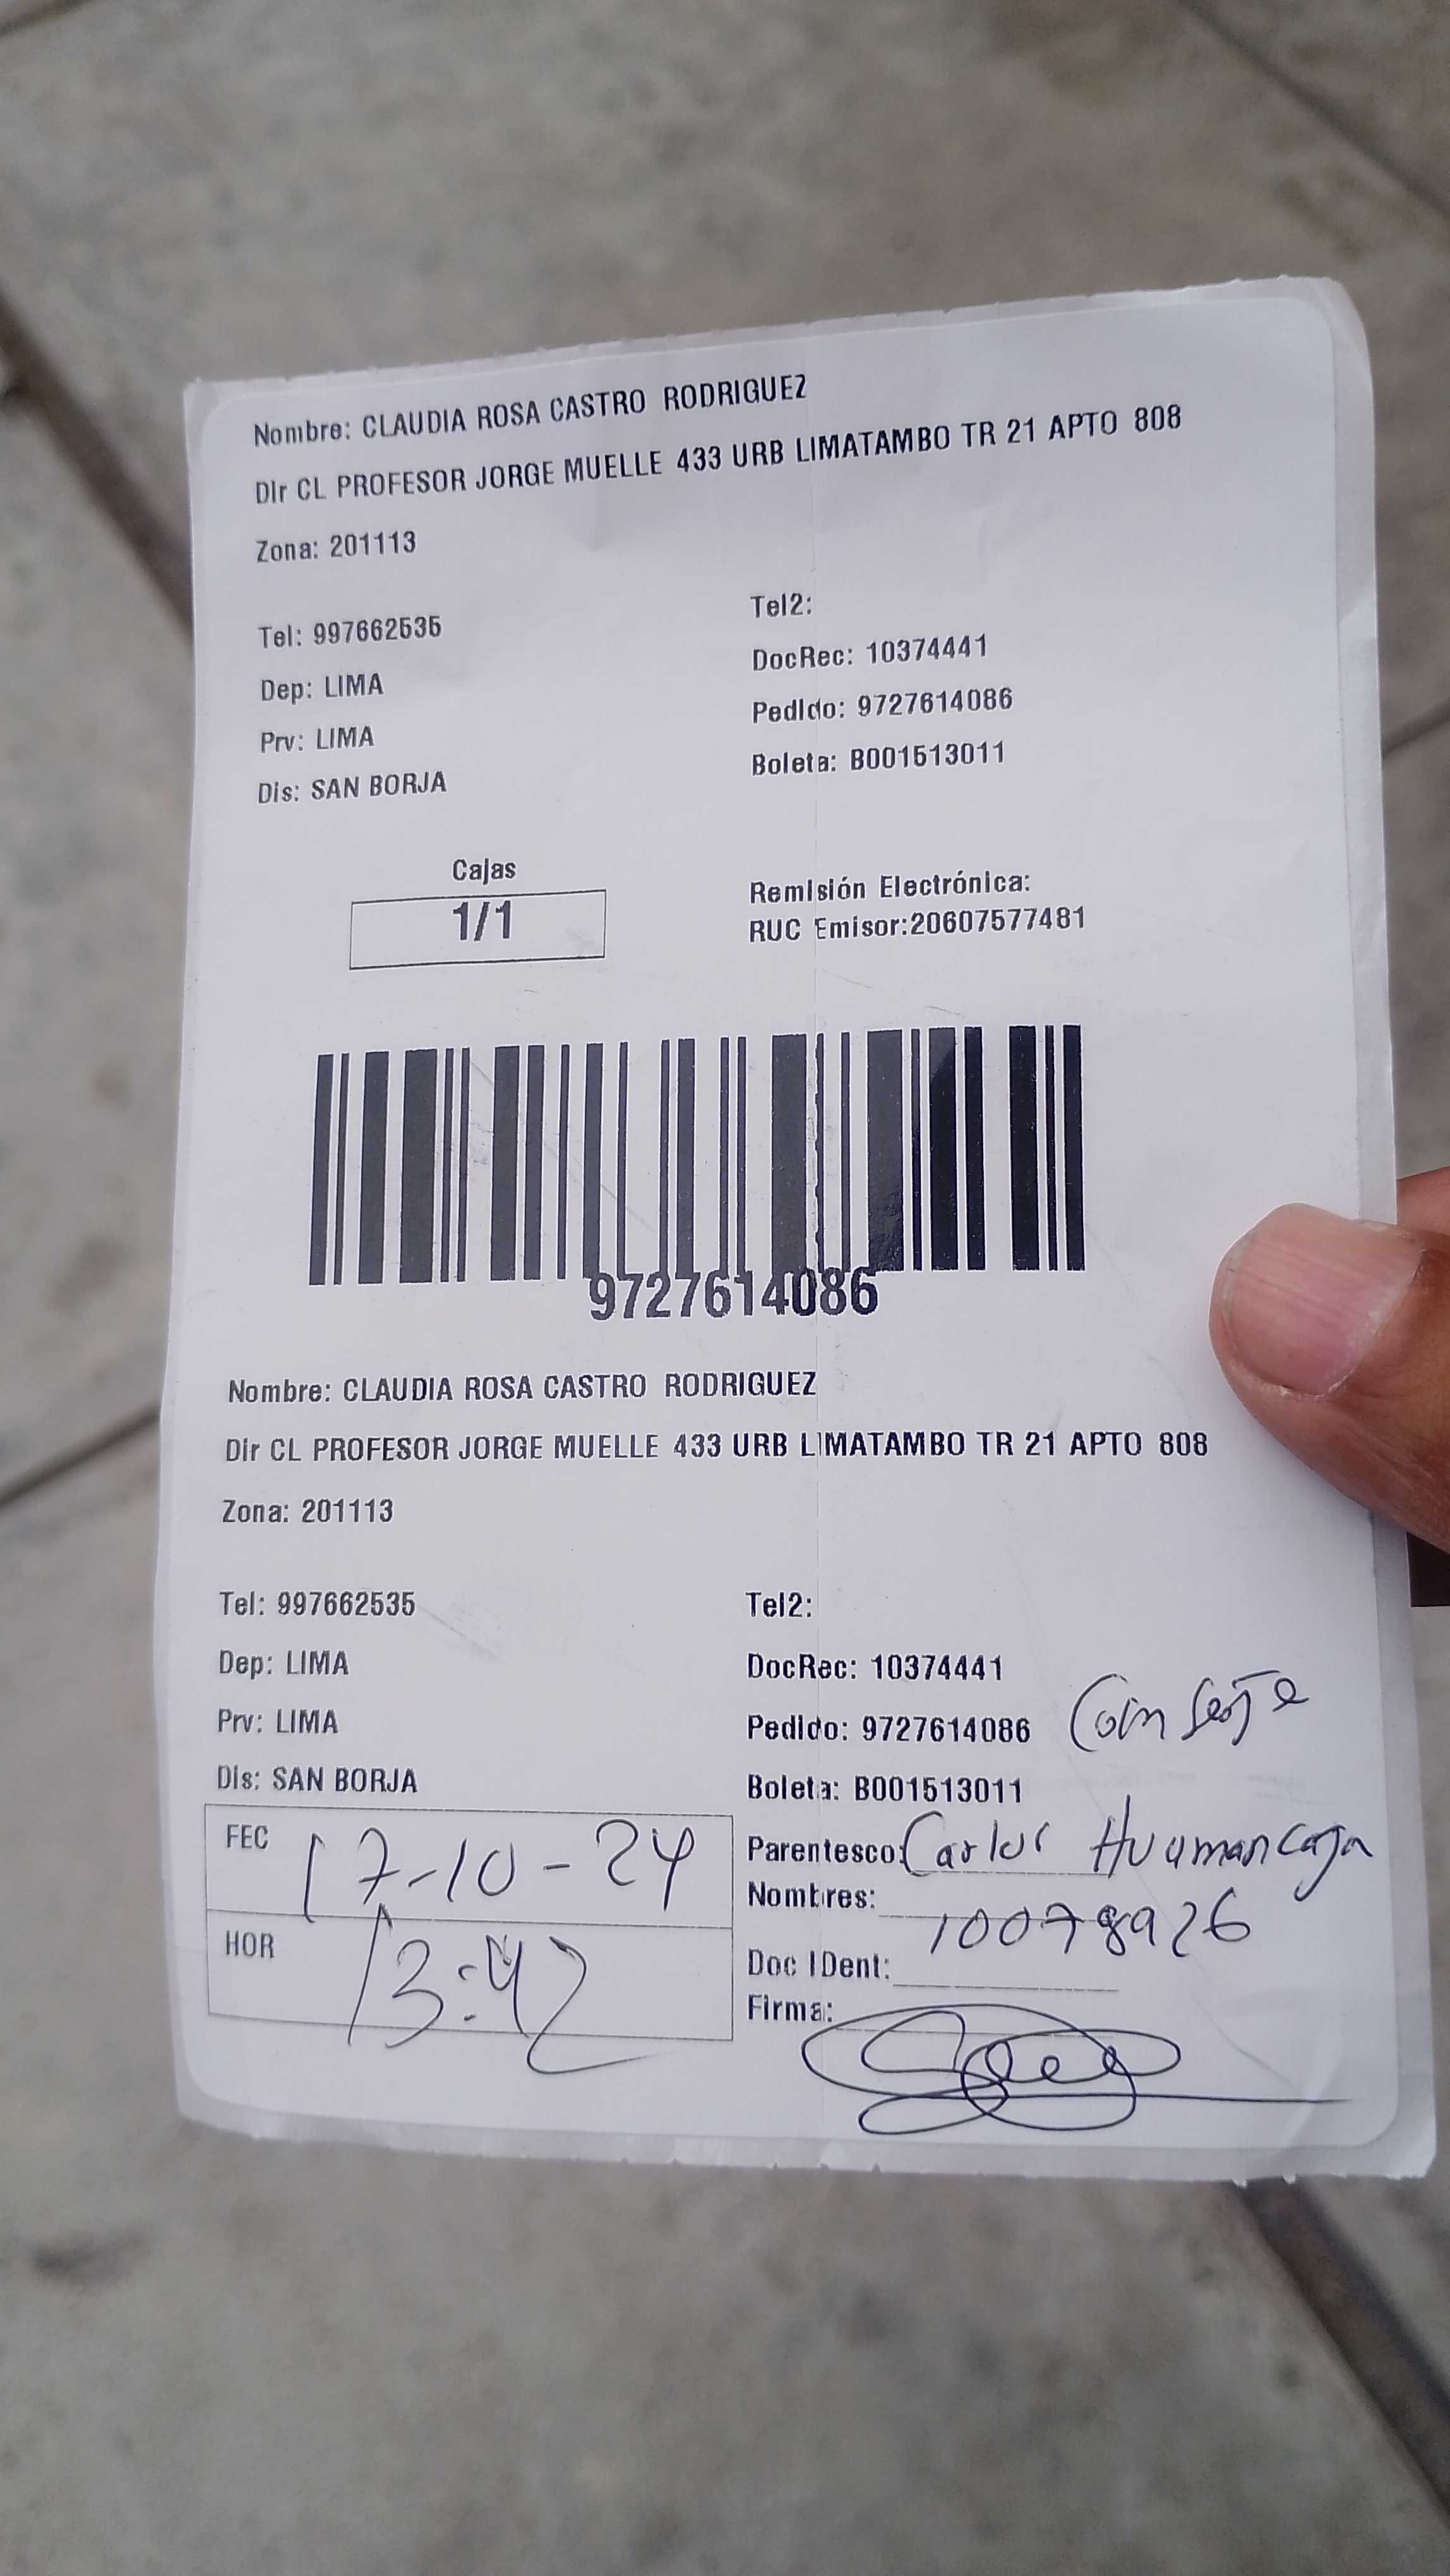 Nombre: CLAUDIA ROSA CASTRO RODRIGUEZ
Dir CL PROFESOR JORGE MUELLE 433 URB LIMATAMBO TR 21 APTO 808
Zona: 201113
Tel: 997662535
Tel2:
Dep: LIMA
DocRec: 10374441
Prv: LIMA
Pedido: 9727614086
Dis: SAN BORJA
Boleta: B001513011
Cajas
1/1
Remisión Electrónica:
RUC Emisor:20607577481
9727614086
Nombre: CLAUDIA ROSA CASTRO RODRIGUEZ
Dir CL PROFESOR JORGE MUELLE 433 URB LIMATAMBO TR 21 APTO 808
Zona: 201113
Tel: 997662535
Tel2:
Dep: LIMA
DocRec: 10374441
Prv: LIMA
Pedido: 9727614086 Conserje
Dis: SAN BORJA
Boleta: B001513011
FEC 17-10-24
Parentesco: Carlos Huamancaja
Nombres:
10078926
HOR 13:42
Doc IDent:
Firma: